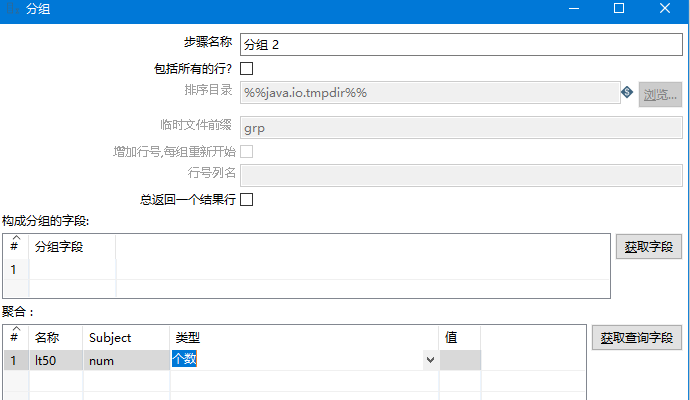 分组
步骤名称 分组 2
包括所有的行?
排序目录 %%java.io.tmpdir%% 浏览...
临时文件前缀 grp
增加行号,每组重新开始
行号列名
总返回一个结果行
构成分组的字段:
# 分组字段 获取字段
1
聚合 :
# 名称 Subject 类型 值 获取查询字段
1 lt50 num 个数